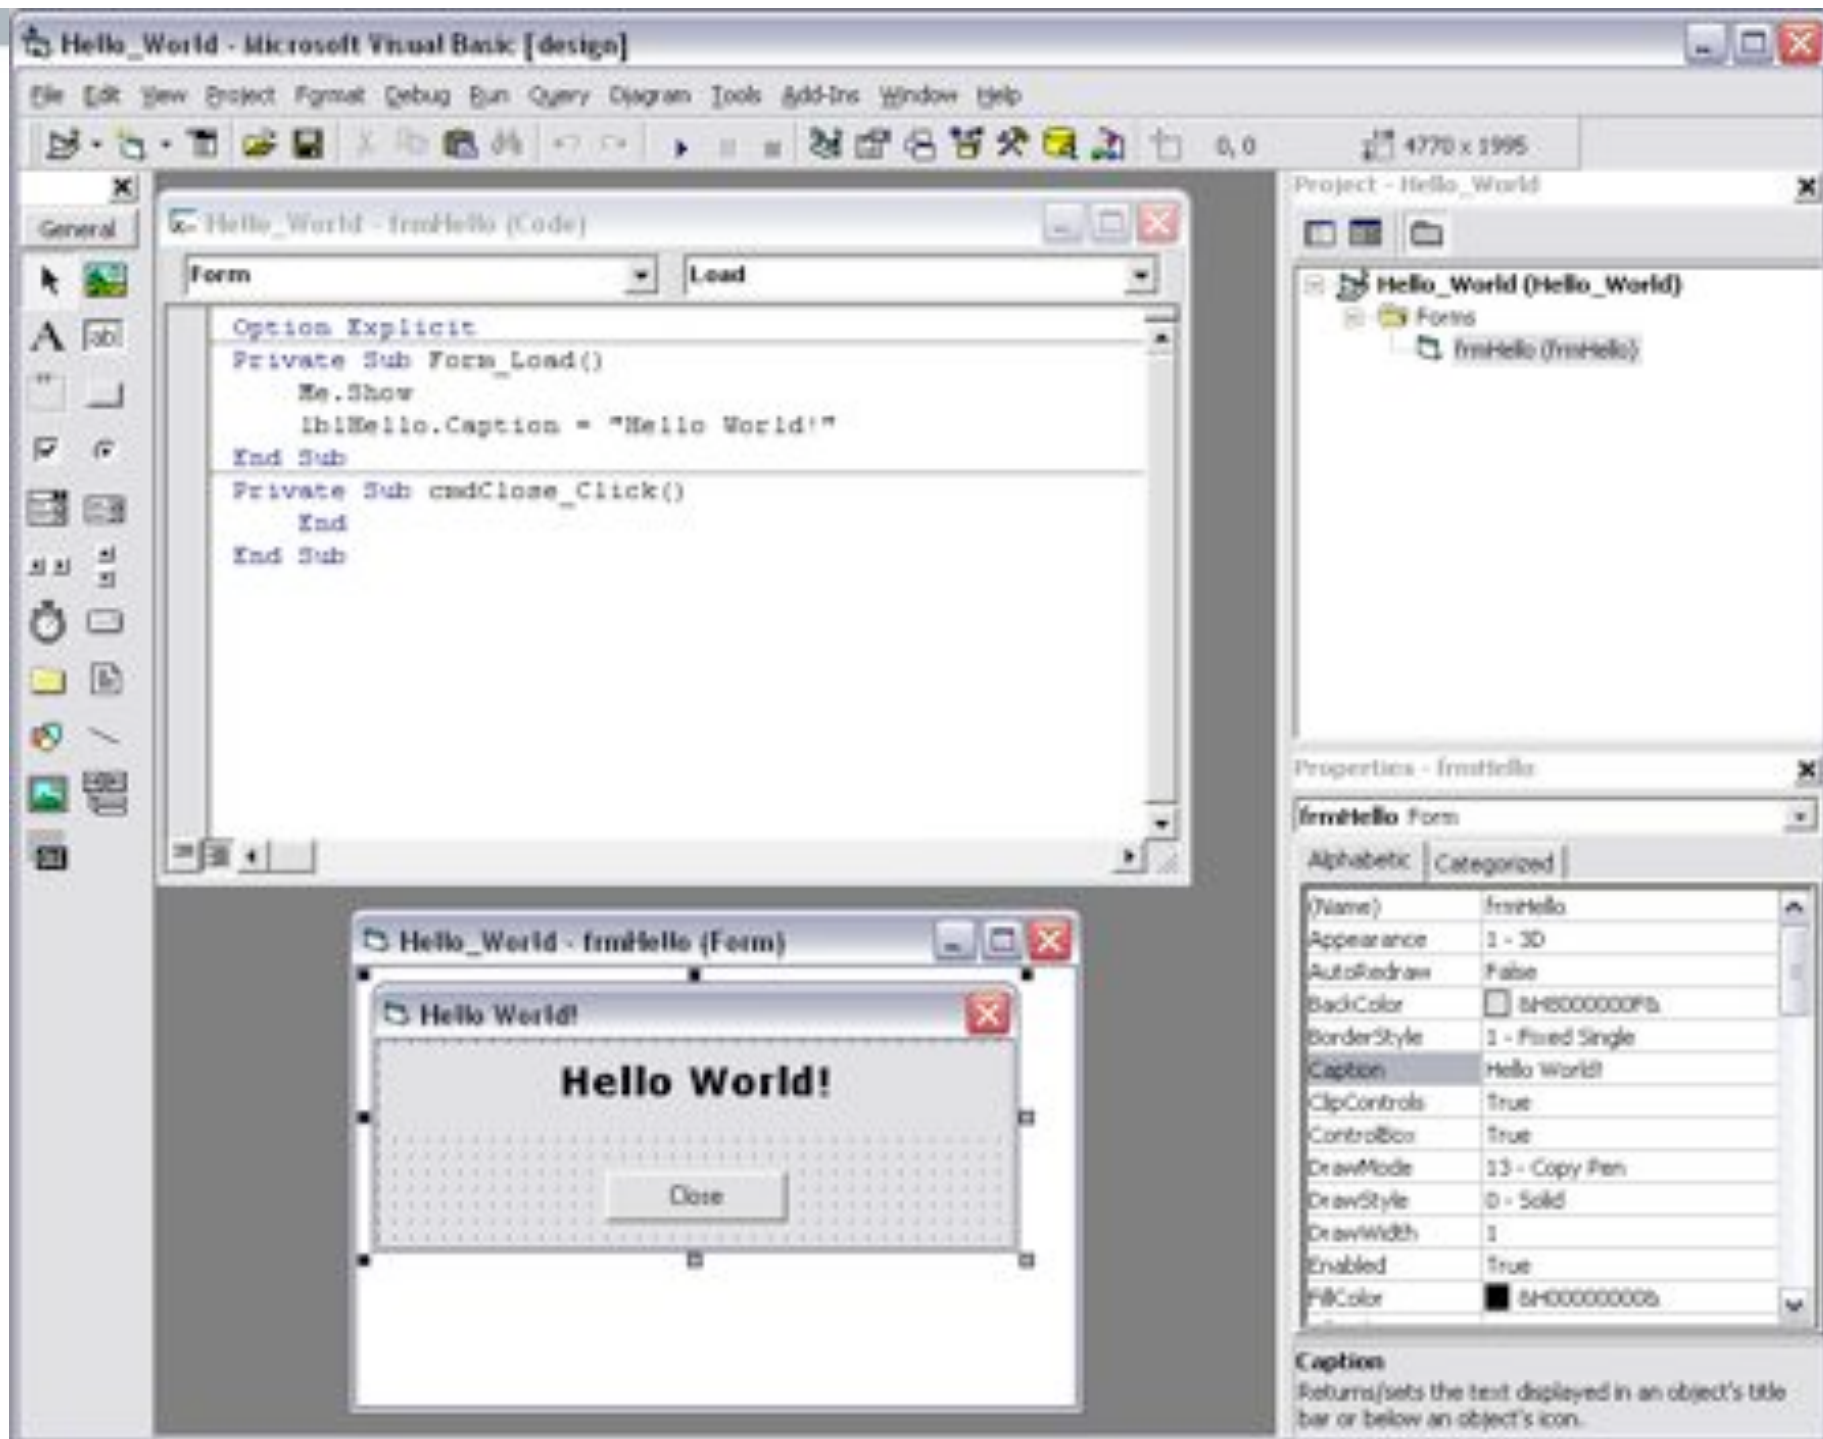 Hello_World - Microsoft Visual Basic [design]
File Edit View Project Format Debug Run Query Diagram Tools Add-Ins Window Help
0, 0 4770 x 1995
General
Hello_World - frmHello (Code)
Form Load
Option Explicit
Private Sub Form_Load()
Me.Show
lblHello.Caption = "Hello World!"
End Sub
Private Sub cmdClose_Click()
End
End Sub
Hello_World - frmHello (Form)
Hello World!
Hello World!
Close
Project - Hello_World
Hello_World (Hello_World)
Forms
frmHello (frmHello)
Properties - frmHello
frmHello Form
Alphabetic Categorized
(Name) frmHello
Appearance 1 - 3D
AutoRedraw False
BackColor &H8000000F&
BorderStyle 1 - Fixed Single
Caption Hello World!
ClipControls True
ControlBox True
DrawMode 13 - Copy Pen
DrawStyle 0 - Solid
DrawWidth 1
Enabled True
FillColor &H00000000&
Caption
Returns/sets the text displayed in an object's title
bar or below an object's icon.